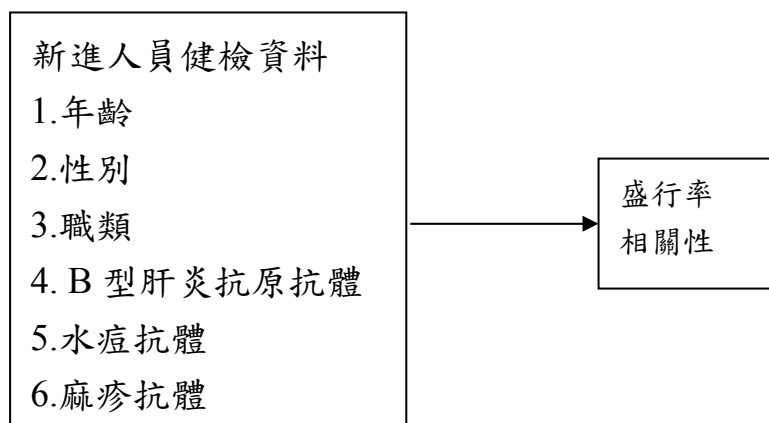 新進人員健檢資料
1.年齡
2.性別
3.職類
4. B 型肝炎抗原抗體
5.水痘抗體
6.麻疹抗體
盛行率
相關性